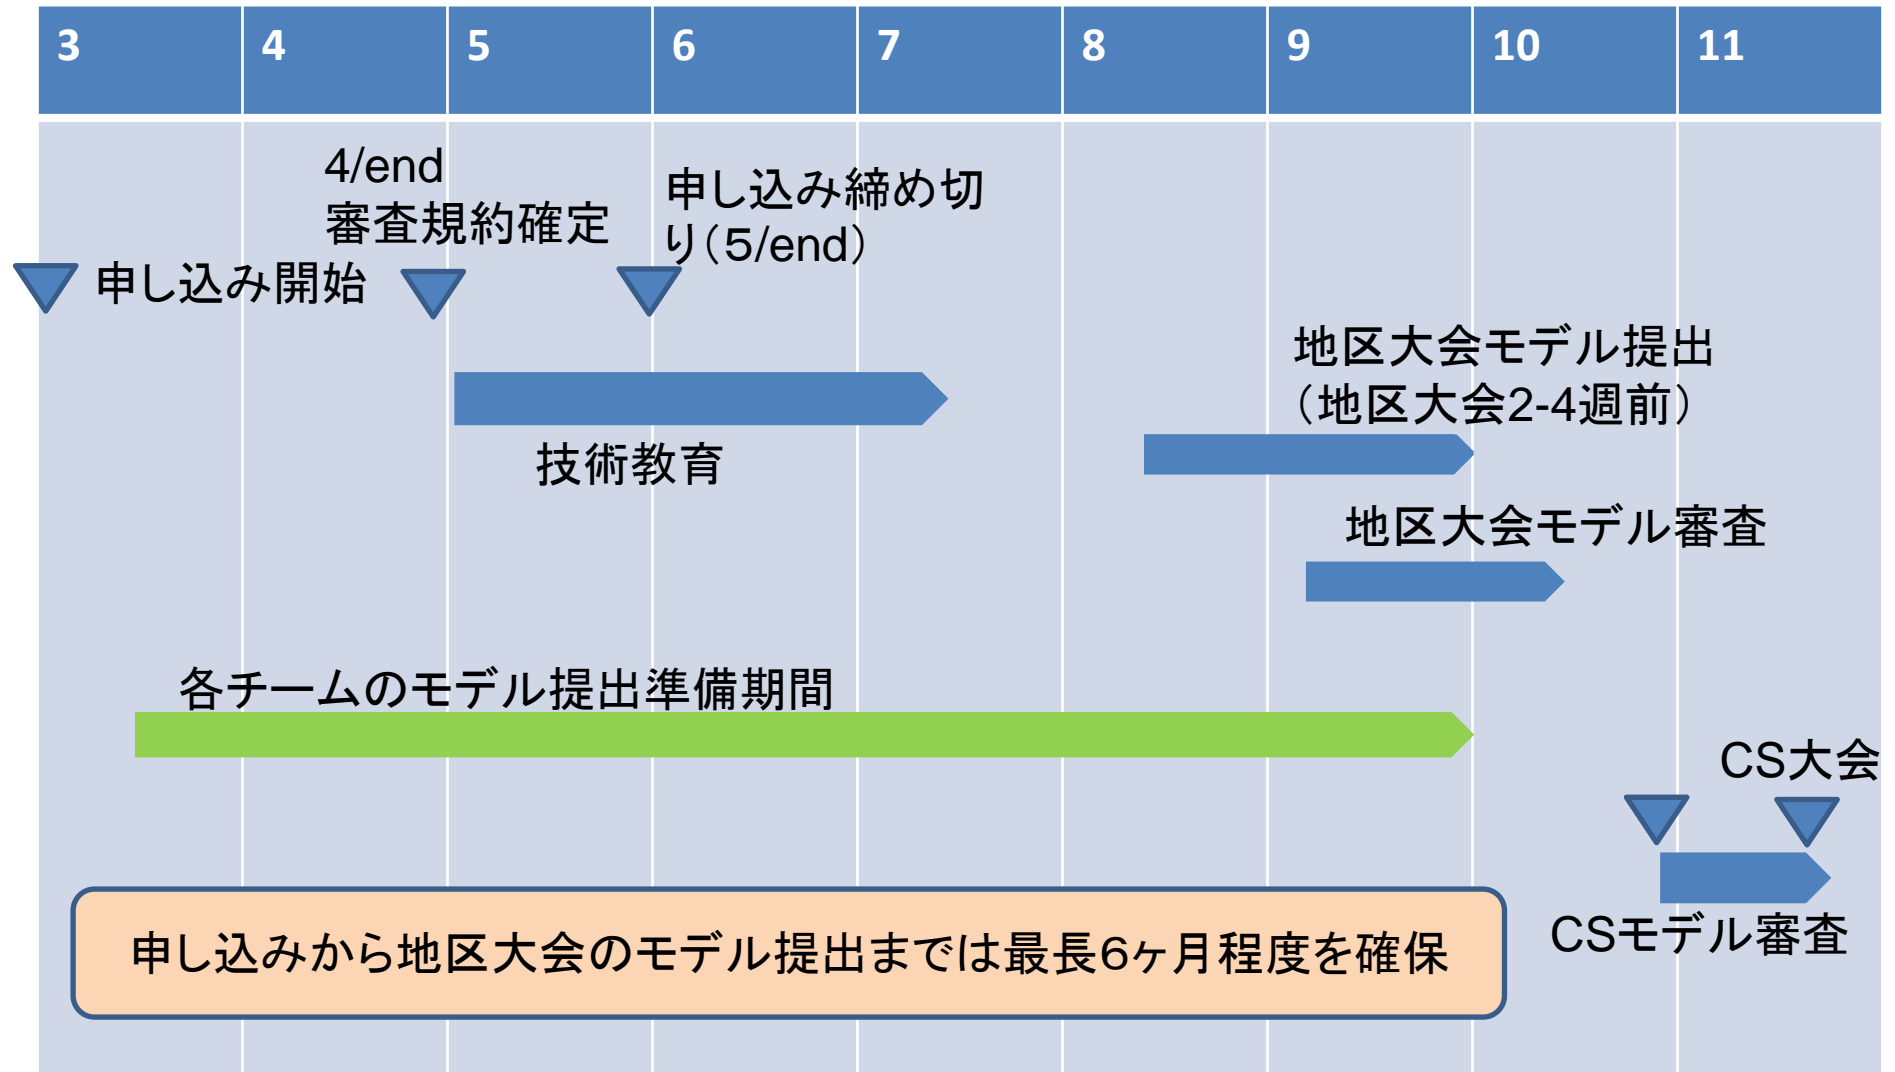 3 4 5 6 7 8 9 10 11
4/end
審査規約確定
申し込み締め切
り（５/end）
申し込み開始
地区大会モデル提出
（地区大会2-4週前）
技術教育
地区大会モデル審査
各チームのモデル提出準備期間
CS大会
CSモデル審査
申し込みから地区大会のモデル提出までは最長６ヶ月程度を確保